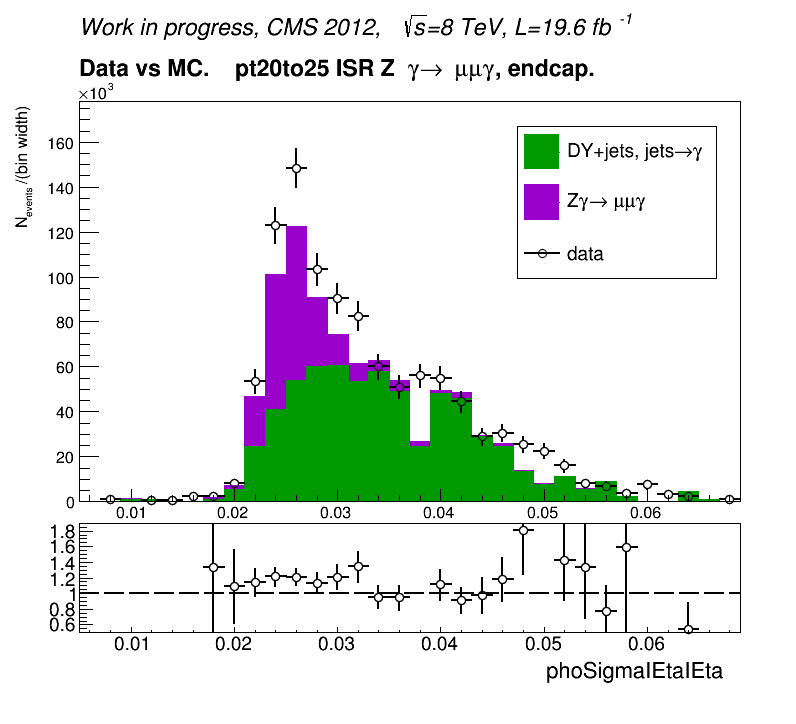 Work in progress, CMS 2012, √s=8 TeV, L=19.6 fb⁻¹
Data vs MC. pt20to25 ISR Z γ→ μμγ, endcap.
×10³
N_events /(bin width)
160
140
120
100
80
60
40
20
0
DY+jets, jets→γ
Zγ→ μμγ
data
0.01 0.02 0.03 0.04 0.05 0.06
1.8
1.6
1.4
1.2
1
0.8
0.6
0.01 0.02 0.03 0.04 0.05 0.06
phoSigmaIEtaIEta